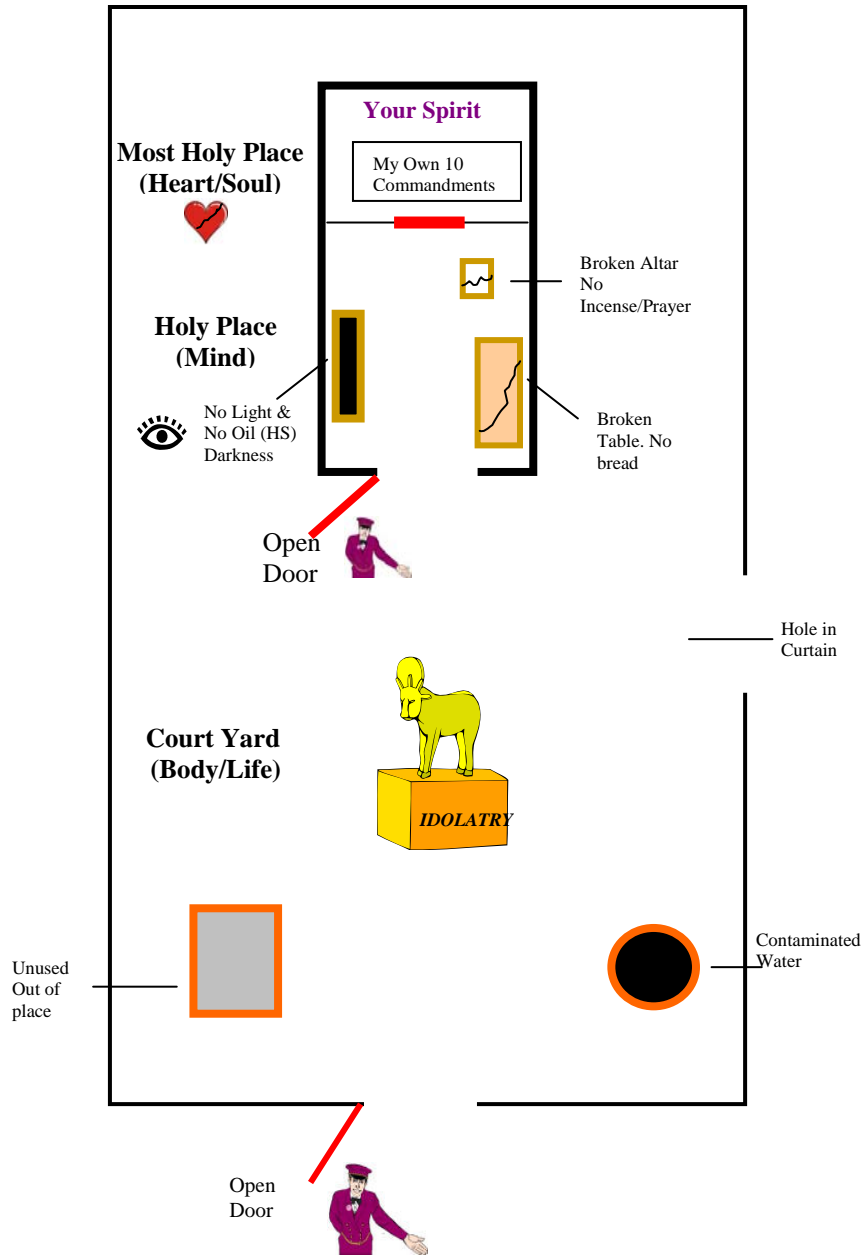 Your Spirit
Most Holy Place
(Heart/Soul)
My Own 10
Commandments
Broken Altar
No
Incense/Prayer
Holy Place
(Mind)
No Light &
No Oil (HS)
Darkness
Broken
Table. No
bread
Open
Door
Hole in
Curtain
Court Yard
(Body/Life)
IDOLATRY
Unused
Out of
place
Contaminated
Water
Open
Door